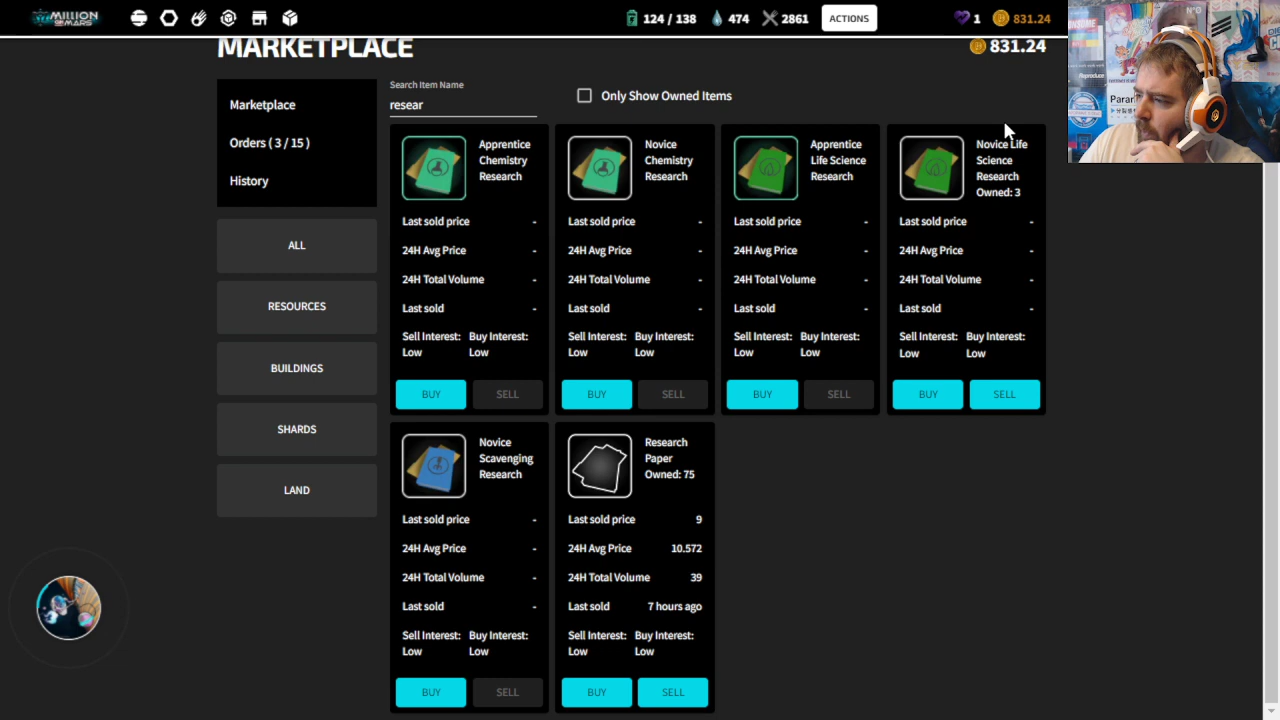 MILLION ON MARS
124 / 138
474
2861
ACTIONS
1
831.24
MARKETPLACE
831.24
Marketplace
Orders ( 3 / 15 )
History
ALL
RESOURCES
BUILDINGS
SHARDS
LAND
Search Item Name
resear
Only Show Owned Items
Apprentice
Chemistry
Research
Last sold price -
24H Avg Price -
24H Total Volume -
Last sold -
Sell Interest: Buy Interest:
Low Low
BUY SELL
Novice
Chemistry
Research
Last sold price -
24H Avg Price -
24H Total Volume -
Last sold -
Sell Interest: Buy Interest:
Low Low
BUY SELL
Apprentice
Life Science
Research
Last sold price -
24H Avg Price -
24H Total Volume -
Last sold -
Sell Interest: Buy Interest:
Low Low
BUY SELL
Novice Life
Science
Research
Owned: 3
Last sold price -
24H Avg Price -
24H Total Volume -
Last sold -
Sell Interest: Buy Interest:
Low Low
BUY SELL
Novice
Scavenging
Research
Last sold price -
24H Avg Price -
24H Total Volume -
Last sold -
Sell Interest: Buy Interest:
Low Low
BUY SELL
Research
Paper
Owned: 75
Last sold price 9
24H Avg Price 10.572
24H Total Volume 39
Last sold 7 hours ago
Sell Interest: Buy Interest:
Low Low
BUY SELL